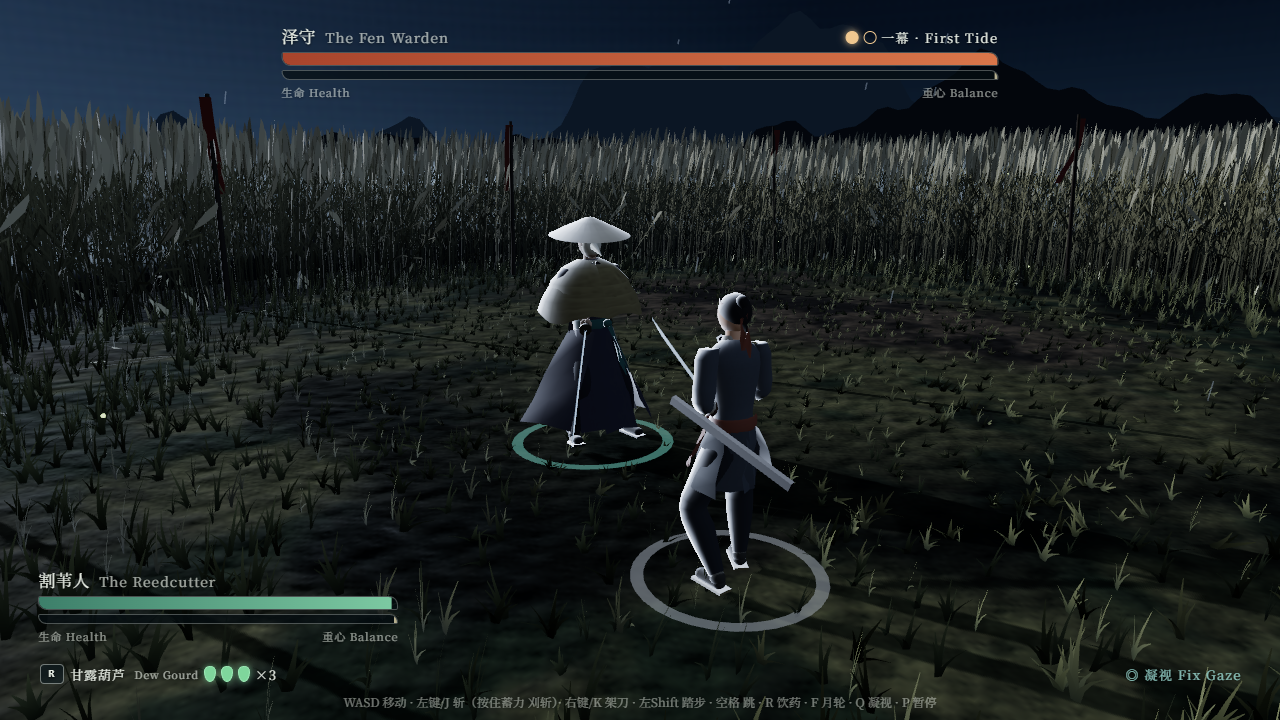 泽守 The Fen Warden
一幕 · First Tide
生命 Health
重心 Balance
割苇人 The Reedcutter
生命 Health
重心 Balance
R 甘露葫芦 Dew Gourd ×3
◎ 凝视 Fix Gaze
WASD 移动 · 左键/J 斩（按住蓄力 刈斩）· 右键/K 架刀 · 左Shift 踏步 · 空格 跳 · R 饮药 · F 月轮 · Q 凝视 · P 暂停